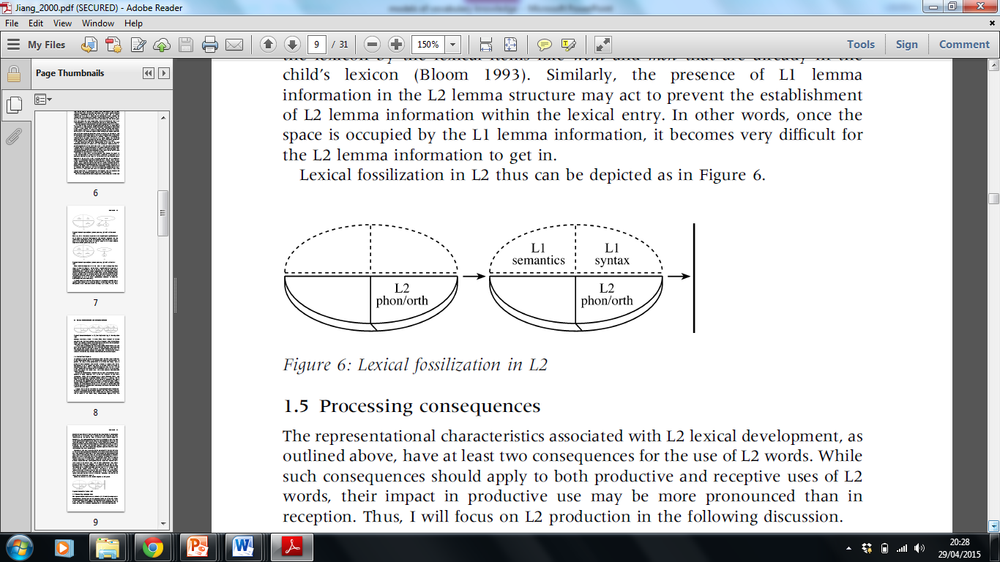 Jiang_2000.pdf (SECURED) - Adobe Reader
File Edit View Window Help
My Files 9 / 31 150% Tools Sign Comment
Page Thumbnails
6
7
8
9
child's lexicon (Bloom 1993). Similarly, the presence of L1 lemma
information in the L2 lemma structure may act to prevent the establishment
of L2 lemma information within the lexical entry. In other words, once the
space is occupied by the L1 lemma information, it becomes very difficult for
the L2 lemma information to get in.
Lexical fossilization in L2 thus can be depicted as in Figure 6.
L2
phon/orth
L1
semantics
L1
syntax
L2
phon/orth
Figure 6: Lexical fossilization in L2
1.5 Processing consequences
The representational characteristics associated with L2 lexical development, as
outlined above, have at least two consequences for the use of L2 words. While
such consequences should apply to both productive and receptive uses of L2
words, their impact in productive use may be more pronounced than in
reception. Thus, I will focus on L2 production in the following discussion.
20:28
29/04/2015